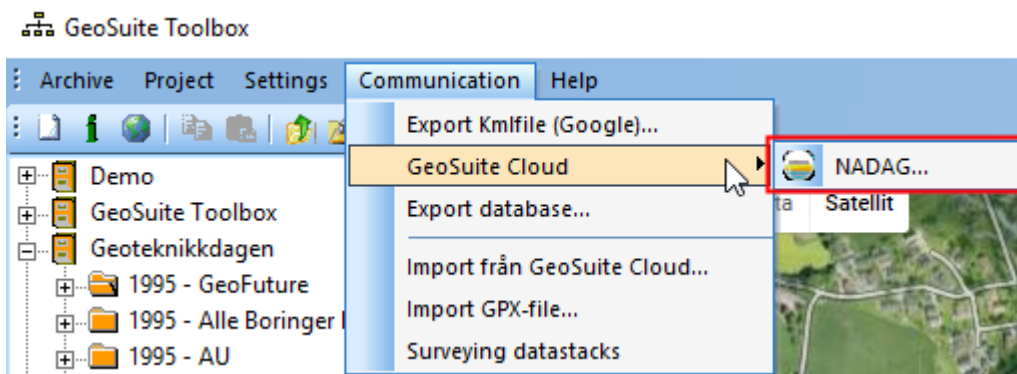 GeoSuite Toolbox
Archive Project Settings Communication Help
Export Kmlfile (Google)...
GeoSuite Cloud
NADAG...
Export database...
Satellit
Import från GeoSuite Cloud...
Import GPX-file...
Surveying datastacks
Demo
GeoSuite Toolbox
Geoteknikkdagen
1995 - GeoFuture
1995 - Alle Boringer
1995 - AU